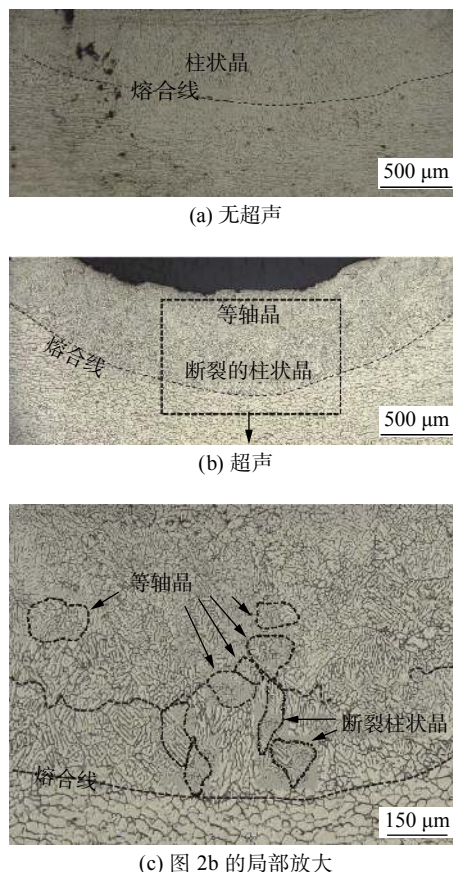 柱状晶
熔合线
500 μm
(a) 无超声
等轴晶
熔合线
断裂的柱状晶
500 μm
(b) 超声
等轴晶
断裂柱状晶
熔合线
150 μm
(c) 图 2b 的局部放大